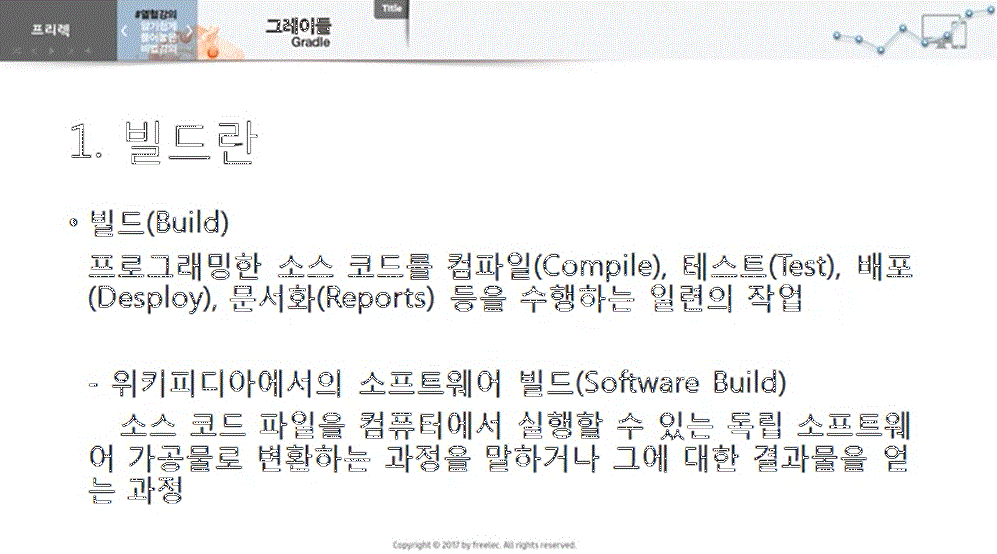 프리렉
#열혈강의
그레이들
Gradle
Title
1. 빌드란
• 빌드(Build)
프로그래밍한 소스 코드를 컴파일(Compile), 테스트(Test), 배포
(Desploy), 문서화(Reports) 등을 수행하는 일련의 작업
- 위키피디아에서의 소프트웨어 빌드(Software Build)
소스 코드 파일을 컴퓨터에서 실행할 수 있는 독립 소프트웨
어 가공물로 변환하는 과정을 말하거나 그에 대한 결과물을 얻
는 과정
Copyright © 2017 by freelec. All rights reserved.